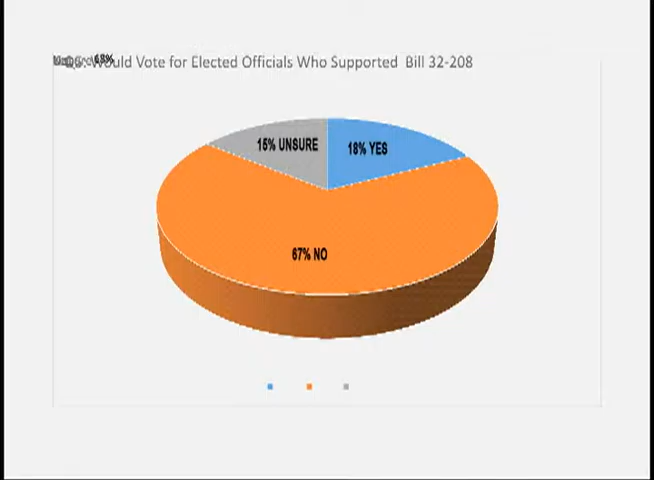 Would Vote for Elected Officials Who Supported Bill 32-208
15% UNSURE
18% YES
67% NO